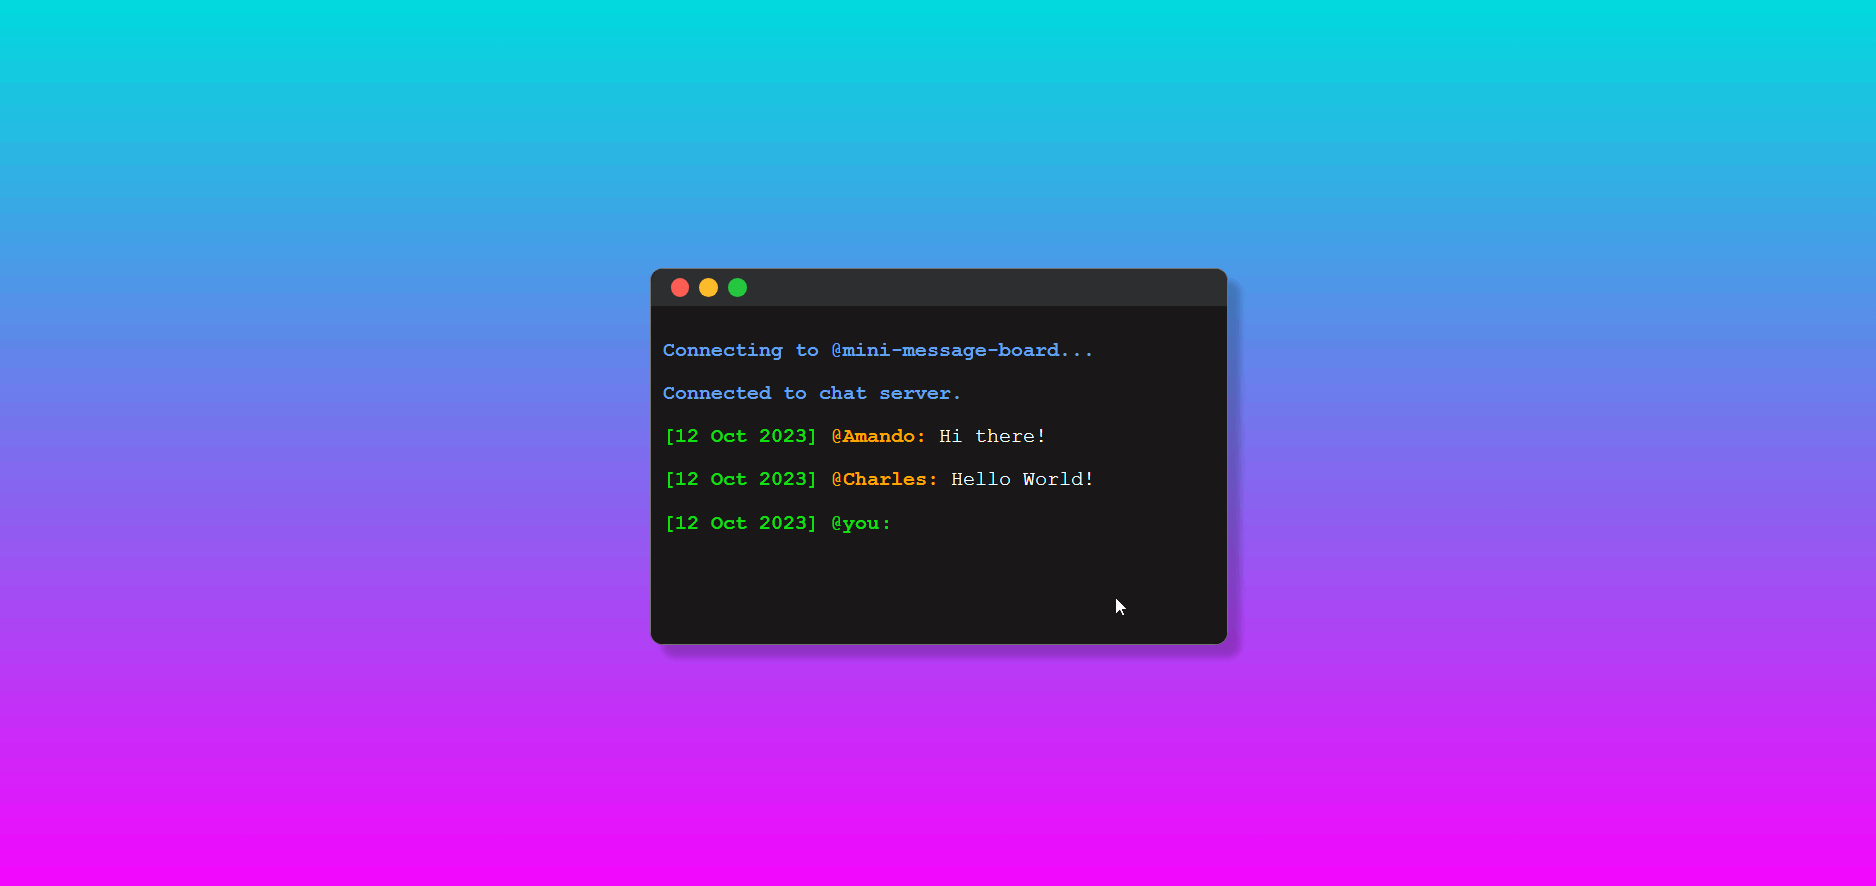 Connecting to @mini-message-board...
Connected to chat server.
[12 Oct 2023] @Amando: Hi there!
[12 Oct 2023] @Charles: Hello World!
[12 Oct 2023] @you: